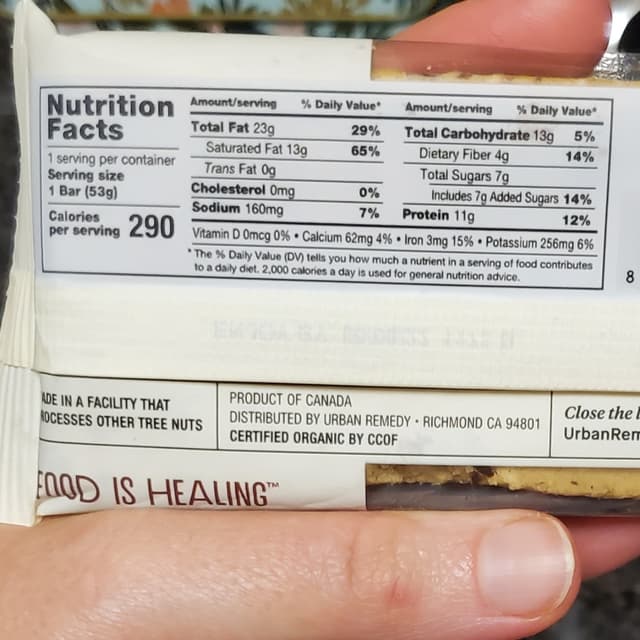 Nutrition
Facts
1 serving per container
Serving size
1 Bar (53g)
Calories
per serving 290
Amount/serving % Daily Value*
Total Fat 23g 29%
Saturated Fat 13g 65%
Trans Fat 0g
Cholesterol 0mg 0%
Sodium 160mg 7%
Amount/serving % Daily Value*
Total Carbohydrate 13g 5%
Dietary Fiber 4g 14%
Total Sugars 7g
Includes 7g Added Sugars 14%
Protein 11g 12%
Vitamin D 0mcg 0% • Calcium 62mg 4% • Iron 3mg 15% • Potassium 256mg 6%
*The % Daily Value (DV) tells you how much a nutrient in a serving of food contributes
to a daily diet. 2,000 calories a day is used for general nutrition advice.
8
ADE IN A FACILITY THAT
OCESSES OTHER TREE NUTS
PRODUCT OF CANADA
DISTRIBUTED BY URBAN REMEDY • RICHMOND CA 94801
CERTIFIED ORGANIC BY CCOF
Close the l
UrbanRem
FOOD IS HEALING™